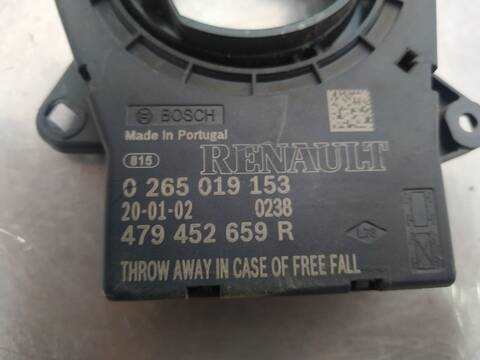 BOSCH
Made in Portugal
815
RENAULT
0 265 019 153
20-01-02 0238
479 452 659 R
THROW AWAY IN CASE OF FREE FALL